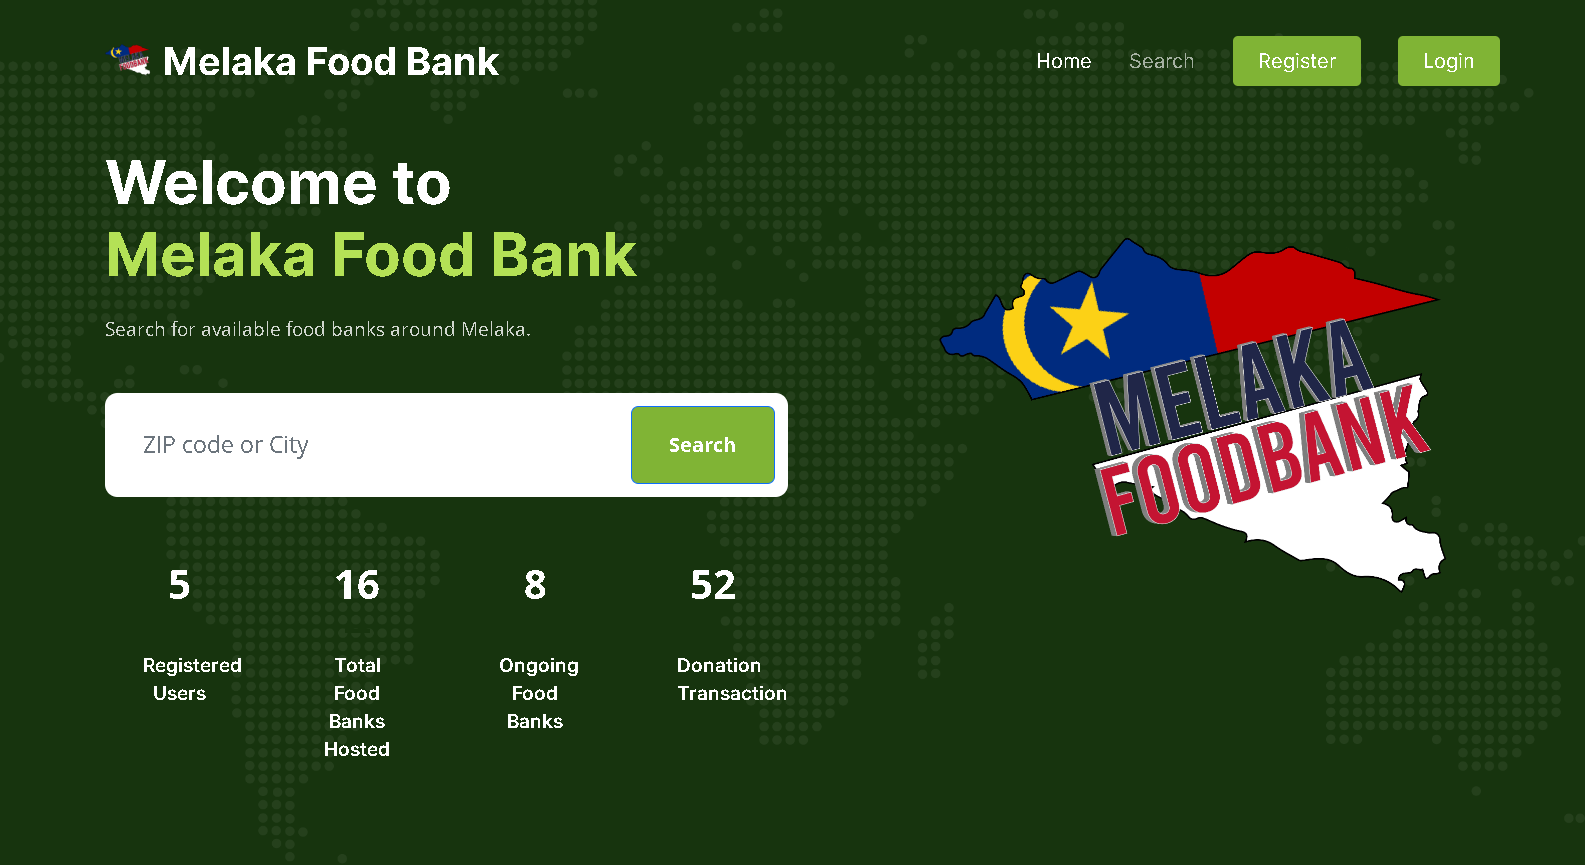 Melaka Food Bank
Home
Search
Register
Login
Welcome to
Melaka Food Bank
Search for available food banks around Melaka.
ZIP code or City
Search
MELAKA
FOODBANK
5
16
8
52
Registered
Users
Total
Food
Banks
Hosted
Ongoing
Food
Banks
Donation
Transaction